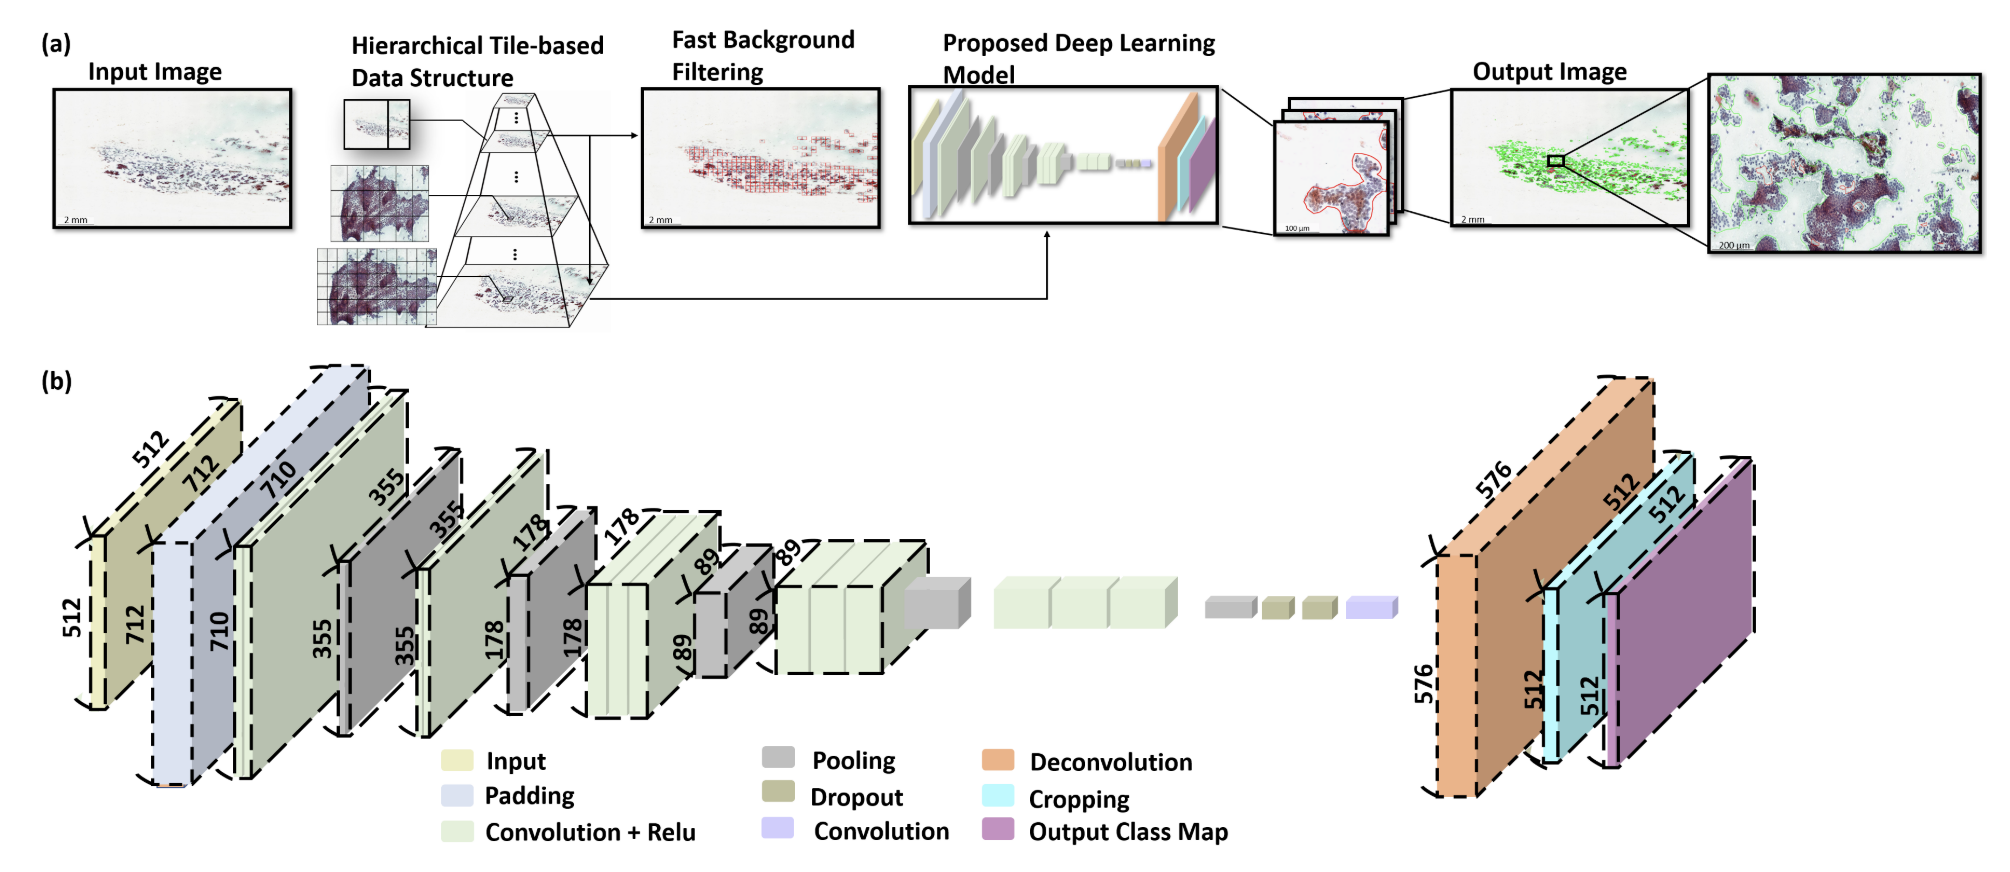 (a)
Input Image
Hierarchical Tile-based
Data Structure
Fast Background
Filtering
Proposed Deep Learning
Model
Output Image
2 mm
2 mm
100 µm
2 mm
200 µm
(b)
512
512
712
712
710
710
355
355
355
355
178
178
178
178
89
89
89
89
576
576
512
512
512
512
Input
Padding
Convolution + Relu
Pooling
Dropout
Convolution
Deconvolution
Cropping
Output Class Map